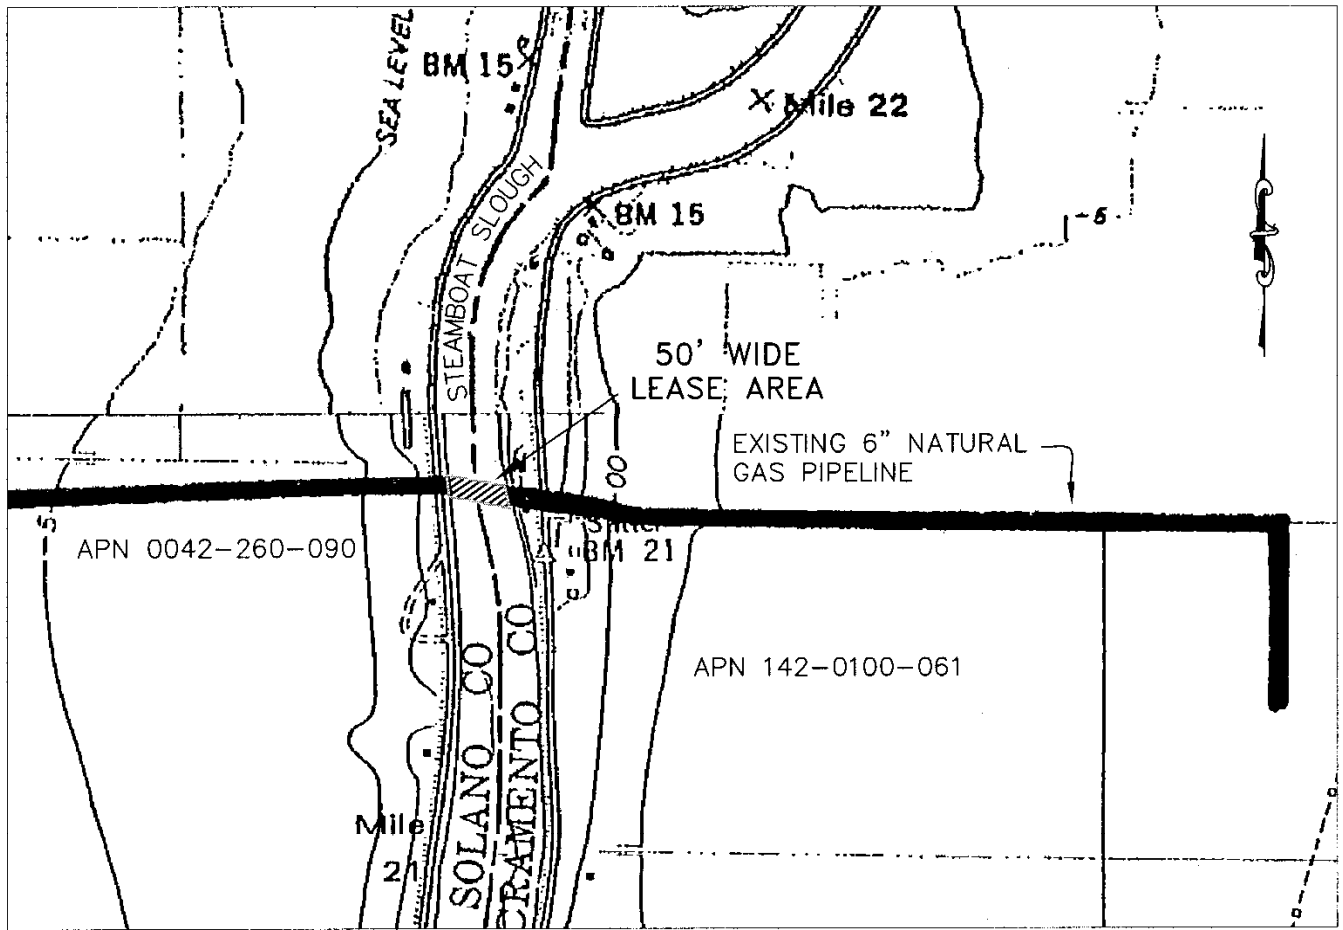 SEA LEVEL
BM 15
Mile 22
STEAMBOAT SLOUGH
BM 15
5
50' WIDE
LEASE AREA
EXISTING 6" NATURAL
GAS PIPELINE
00
5
APN 0042-260-090
BM 21
APN 142-0100-061
SOLANO CO
CRAMENTO CO
Mile
21